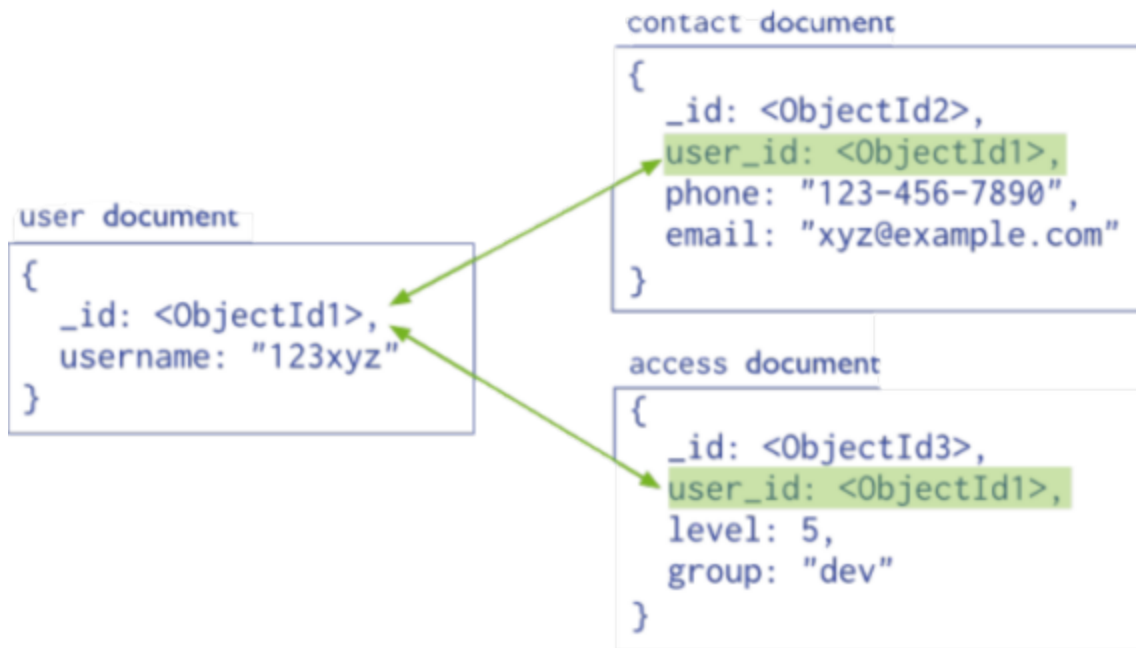 user document
{
_id: <ObjectId1>,
username: "123xyz"
}
contact document
{
_id: <ObjectId2>,
user_id: <ObjectId1>,
phone: "123-456-7890",
email: "xyz@example.com"
}
access document
{
_id: <ObjectId3>,
user_id: <ObjectId1>,
level: 5,
group: "dev"
}